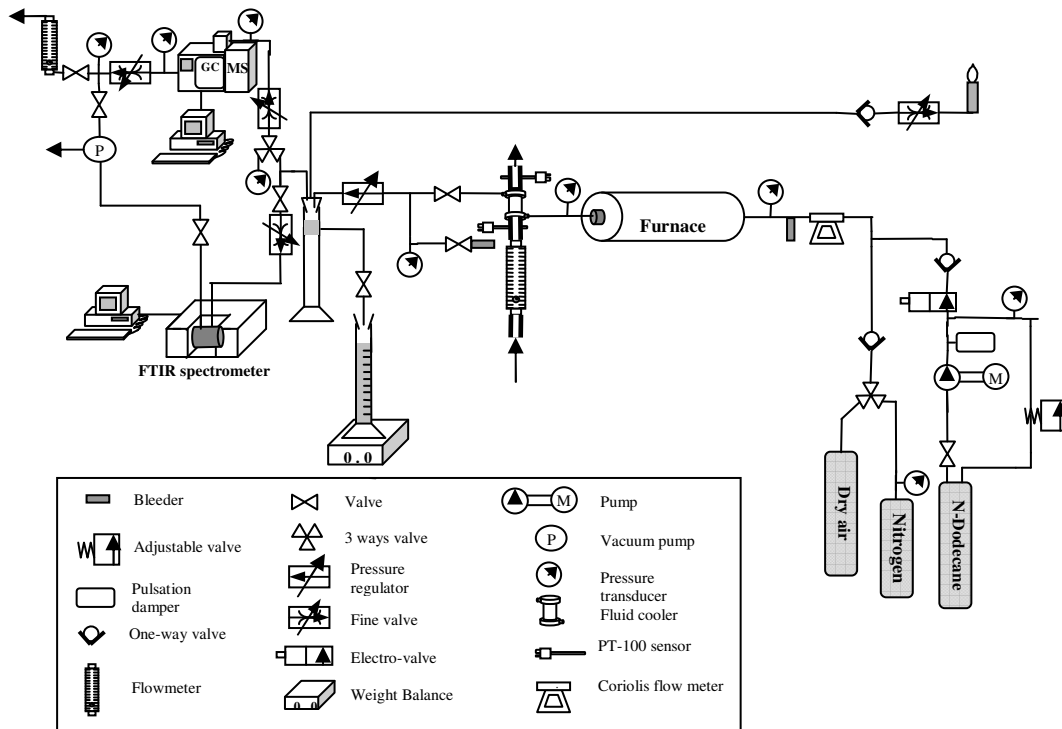 GC
MS
P
Furnace
FTIR spectrometer
M
0 . 0
Dry air
Nitrogen
N-Dodecane
Bleeder
Adjustable valve
Pulsation
damper
One-way valve
Flowmeter
Valve
3 ways valve
Pressure
regulator
Fine valve
Electro-valve
Weight Balance
0 0
M
Pump
P
Vacuum pump
Pressure
transducer
Fluid cooler
PT-100 sensor
Coriolis flow meter